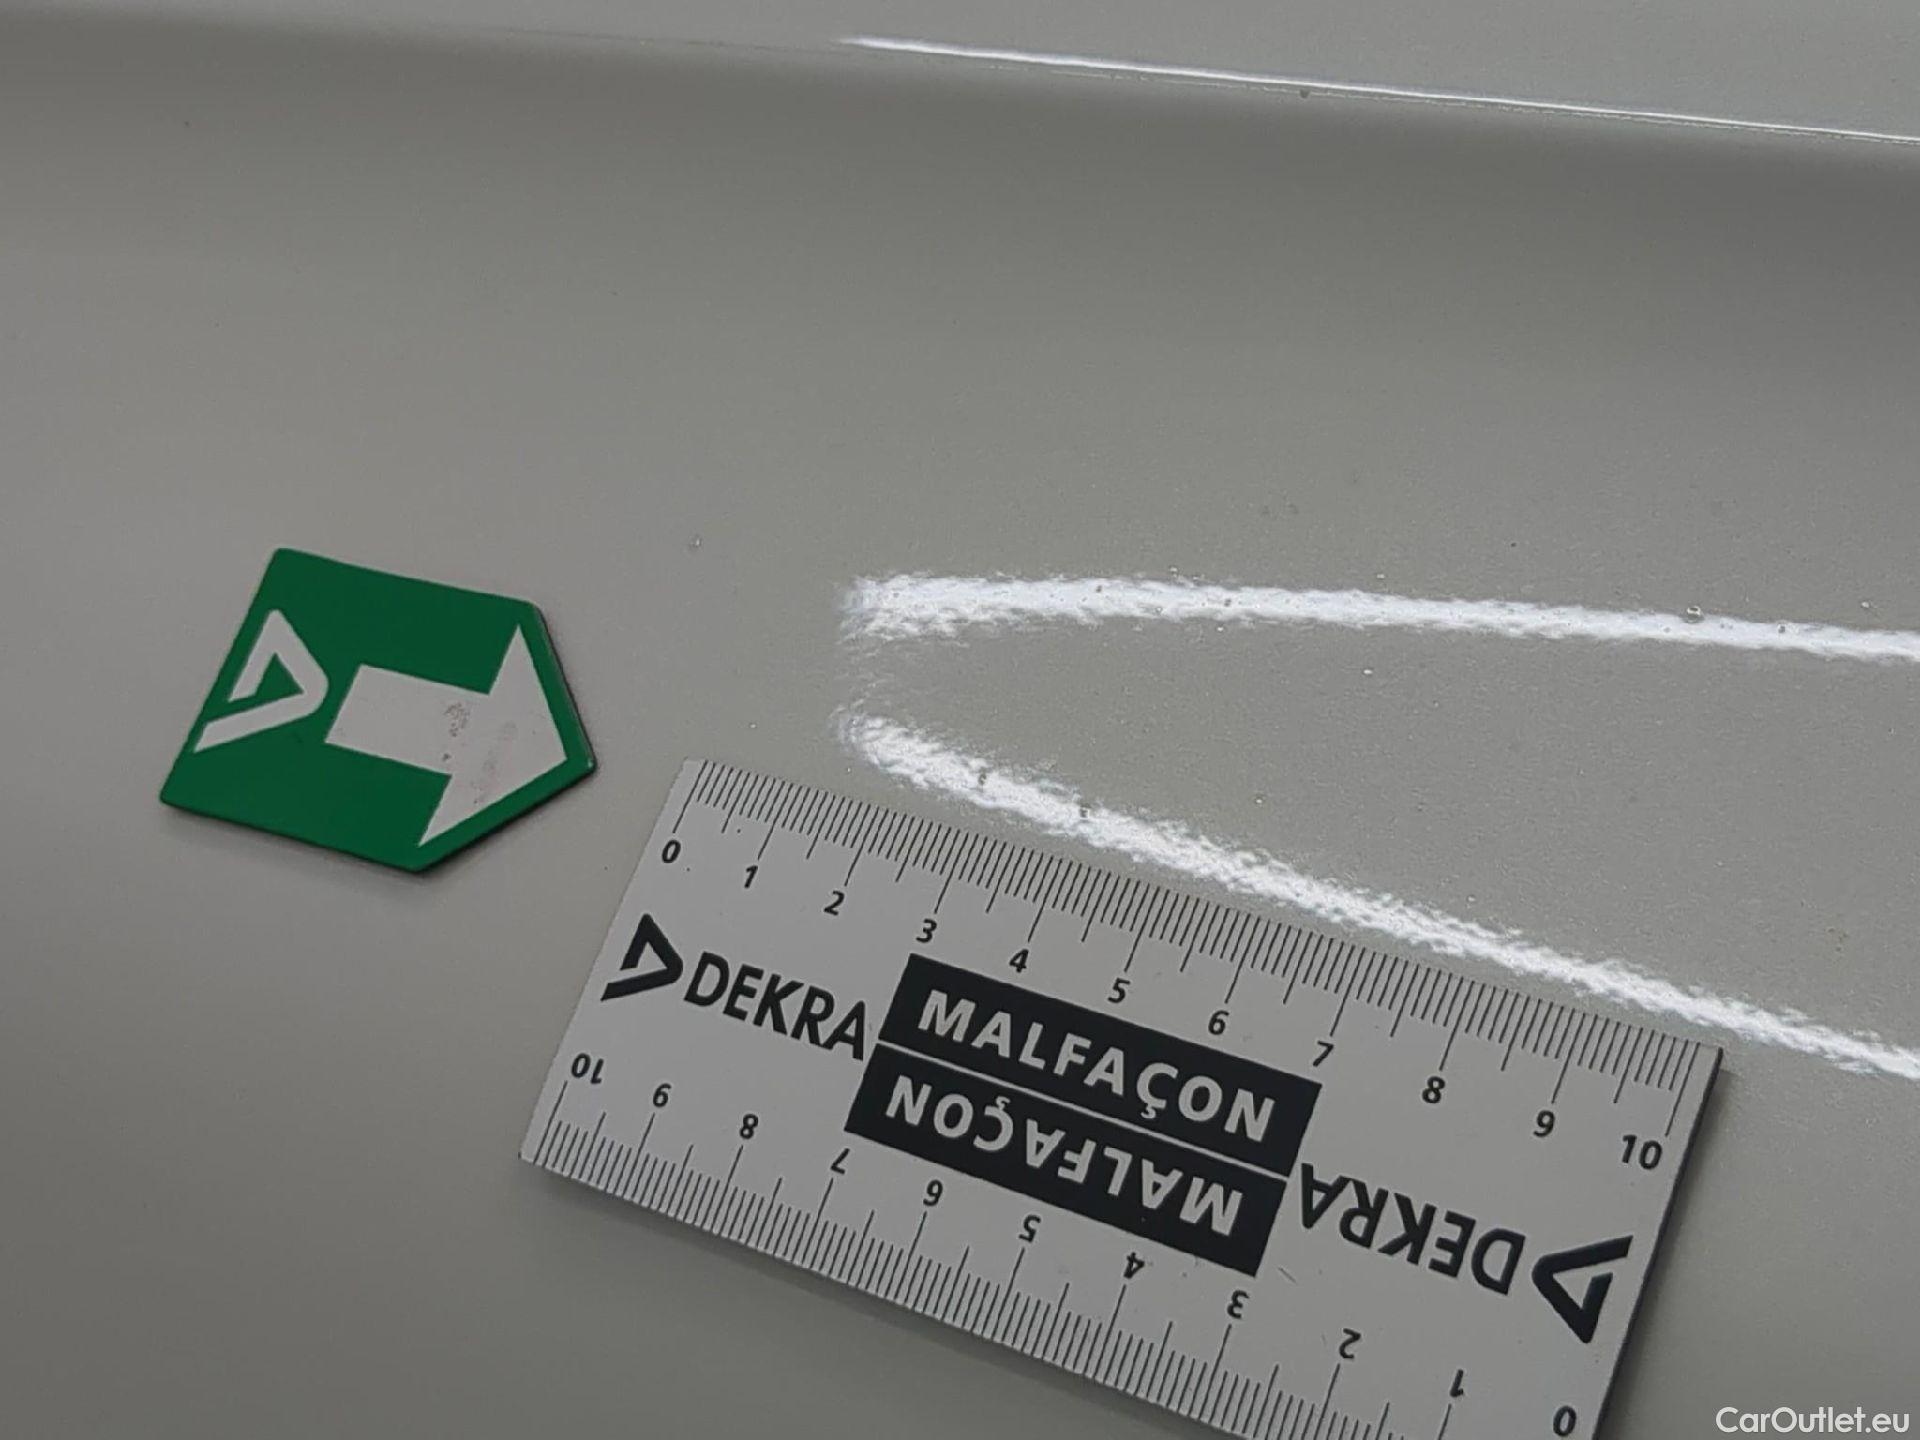 0 1 2 3 4 5 6 7 8 9 10
DEKRA
MALFAÇON
MALFAÇON
DEKRA
10 9 8 7 6 5 4 3 2 1 0
CarOutlet.eu